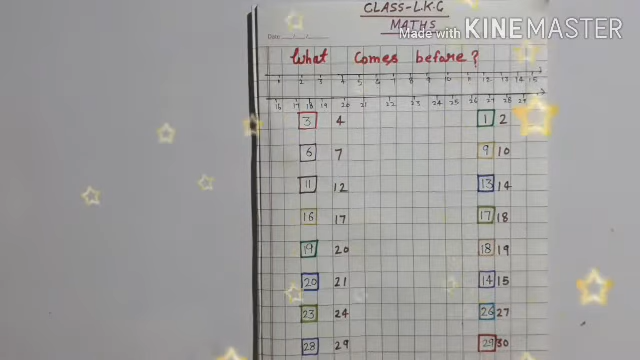 CLASS-L.K.G
MATHS
Made with KINEMASTER
Date
What comes before?
1 2 3 4 5 6 7 8 9 10 11 12 13 14 15
16 17 18 19 20 21 22 23 24 25 26 27 28 29
3 4 1 2
6 7 9 10
11 12 13 14
16 17 17 18
19 20 18 19
20 21 14 15
23 24 26 27
28 29 29 30